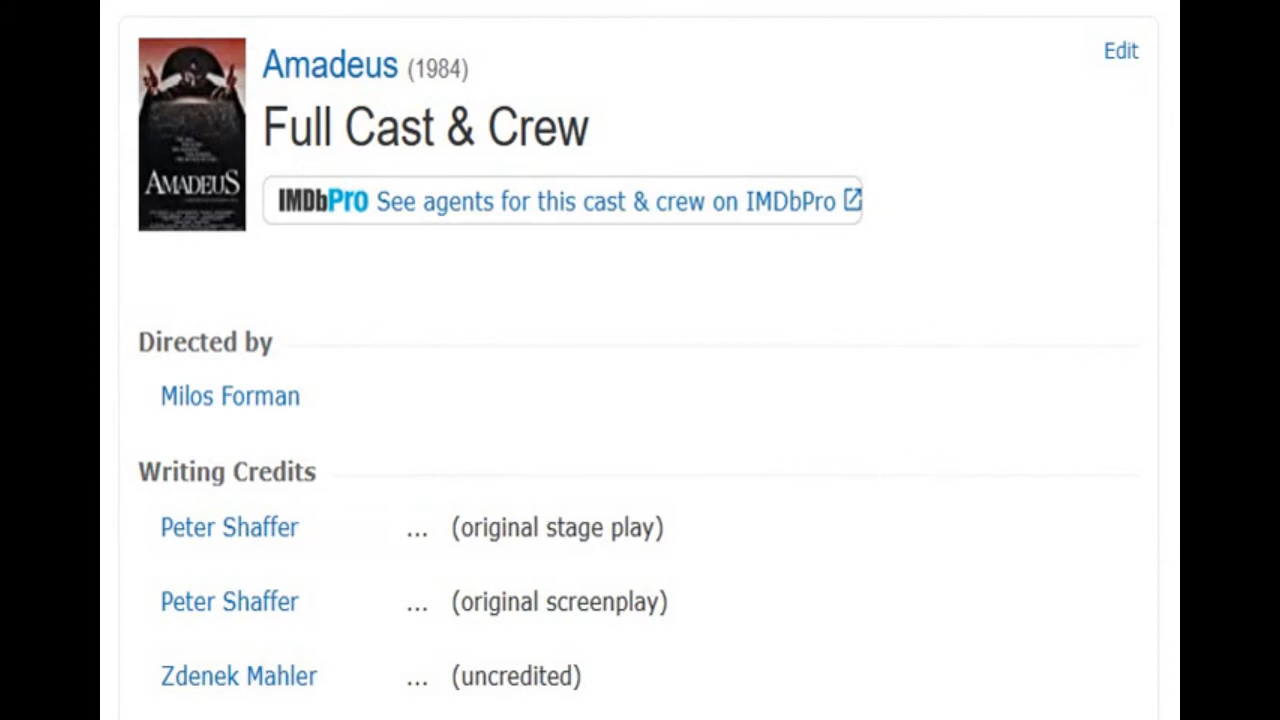 Amadeus (1984)
Edit
Full Cast & Crew
IMDbPro See agents for this cast & crew on IMDbPro
AMADEUS
Directed by
Milos Forman
Writing Credits
Peter Shaffer ... (original stage play)
Peter Shaffer ... (original screenplay)
Zdenek Mahler ... (uncredited)